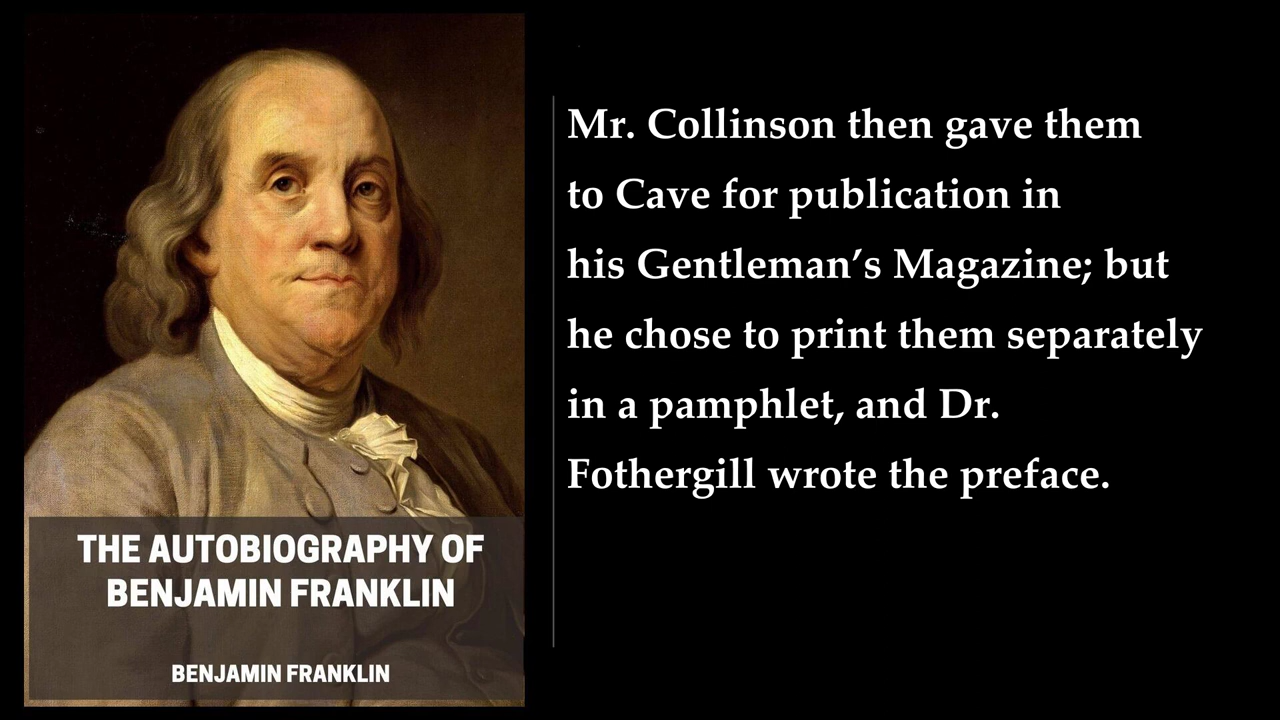 THE AUTOBIOGRAPHY OF
BENJAMIN FRANKLIN
BENJAMIN FRANKLIN
Mr. Collinson then gave them
to Cave for publication in
his Gentleman’s Magazine; but
he chose to print them separately
in a pamphlet, and Dr.
Fothergill wrote the preface.